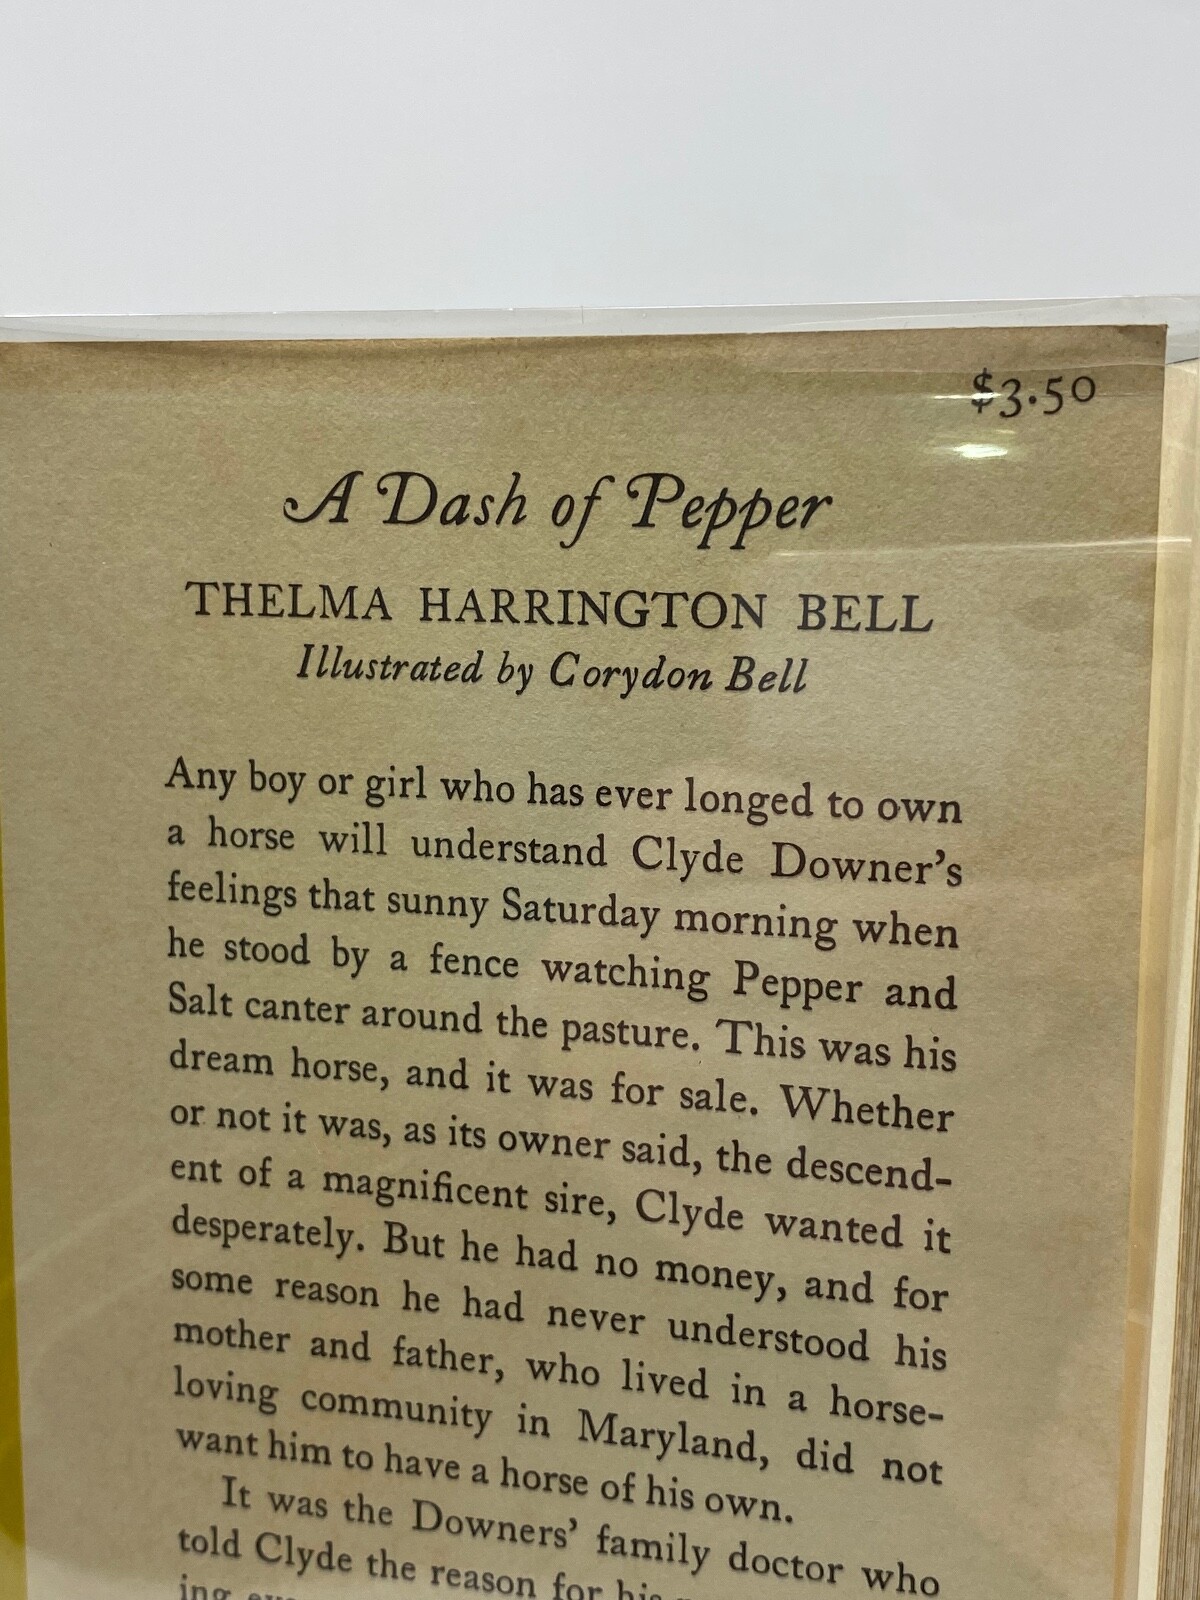 $3.50
A Dash of Pepper
THELMA HARRINGTON BELL
Illustrated by Corydon Bell
Any boy or girl who has ever longed to own
a horse will understand Clyde Downer's
feelings that sunny Saturday morning when
he stood by a fence watching Pepper and
Salt canter around the pasture. This was his
dream horse, and it was for sale. Whether
or not it was, as its owner said, the descend-
ent of a magnificent sire, Clyde wanted it
desperately. But he had no money, and for
some reason he had never understood his
mother and father, who lived in a horse-
loving community in Maryland, did not
want him to have a horse of his own.
It was the Downers' family doctor who
told Clyde the reason for his
ing